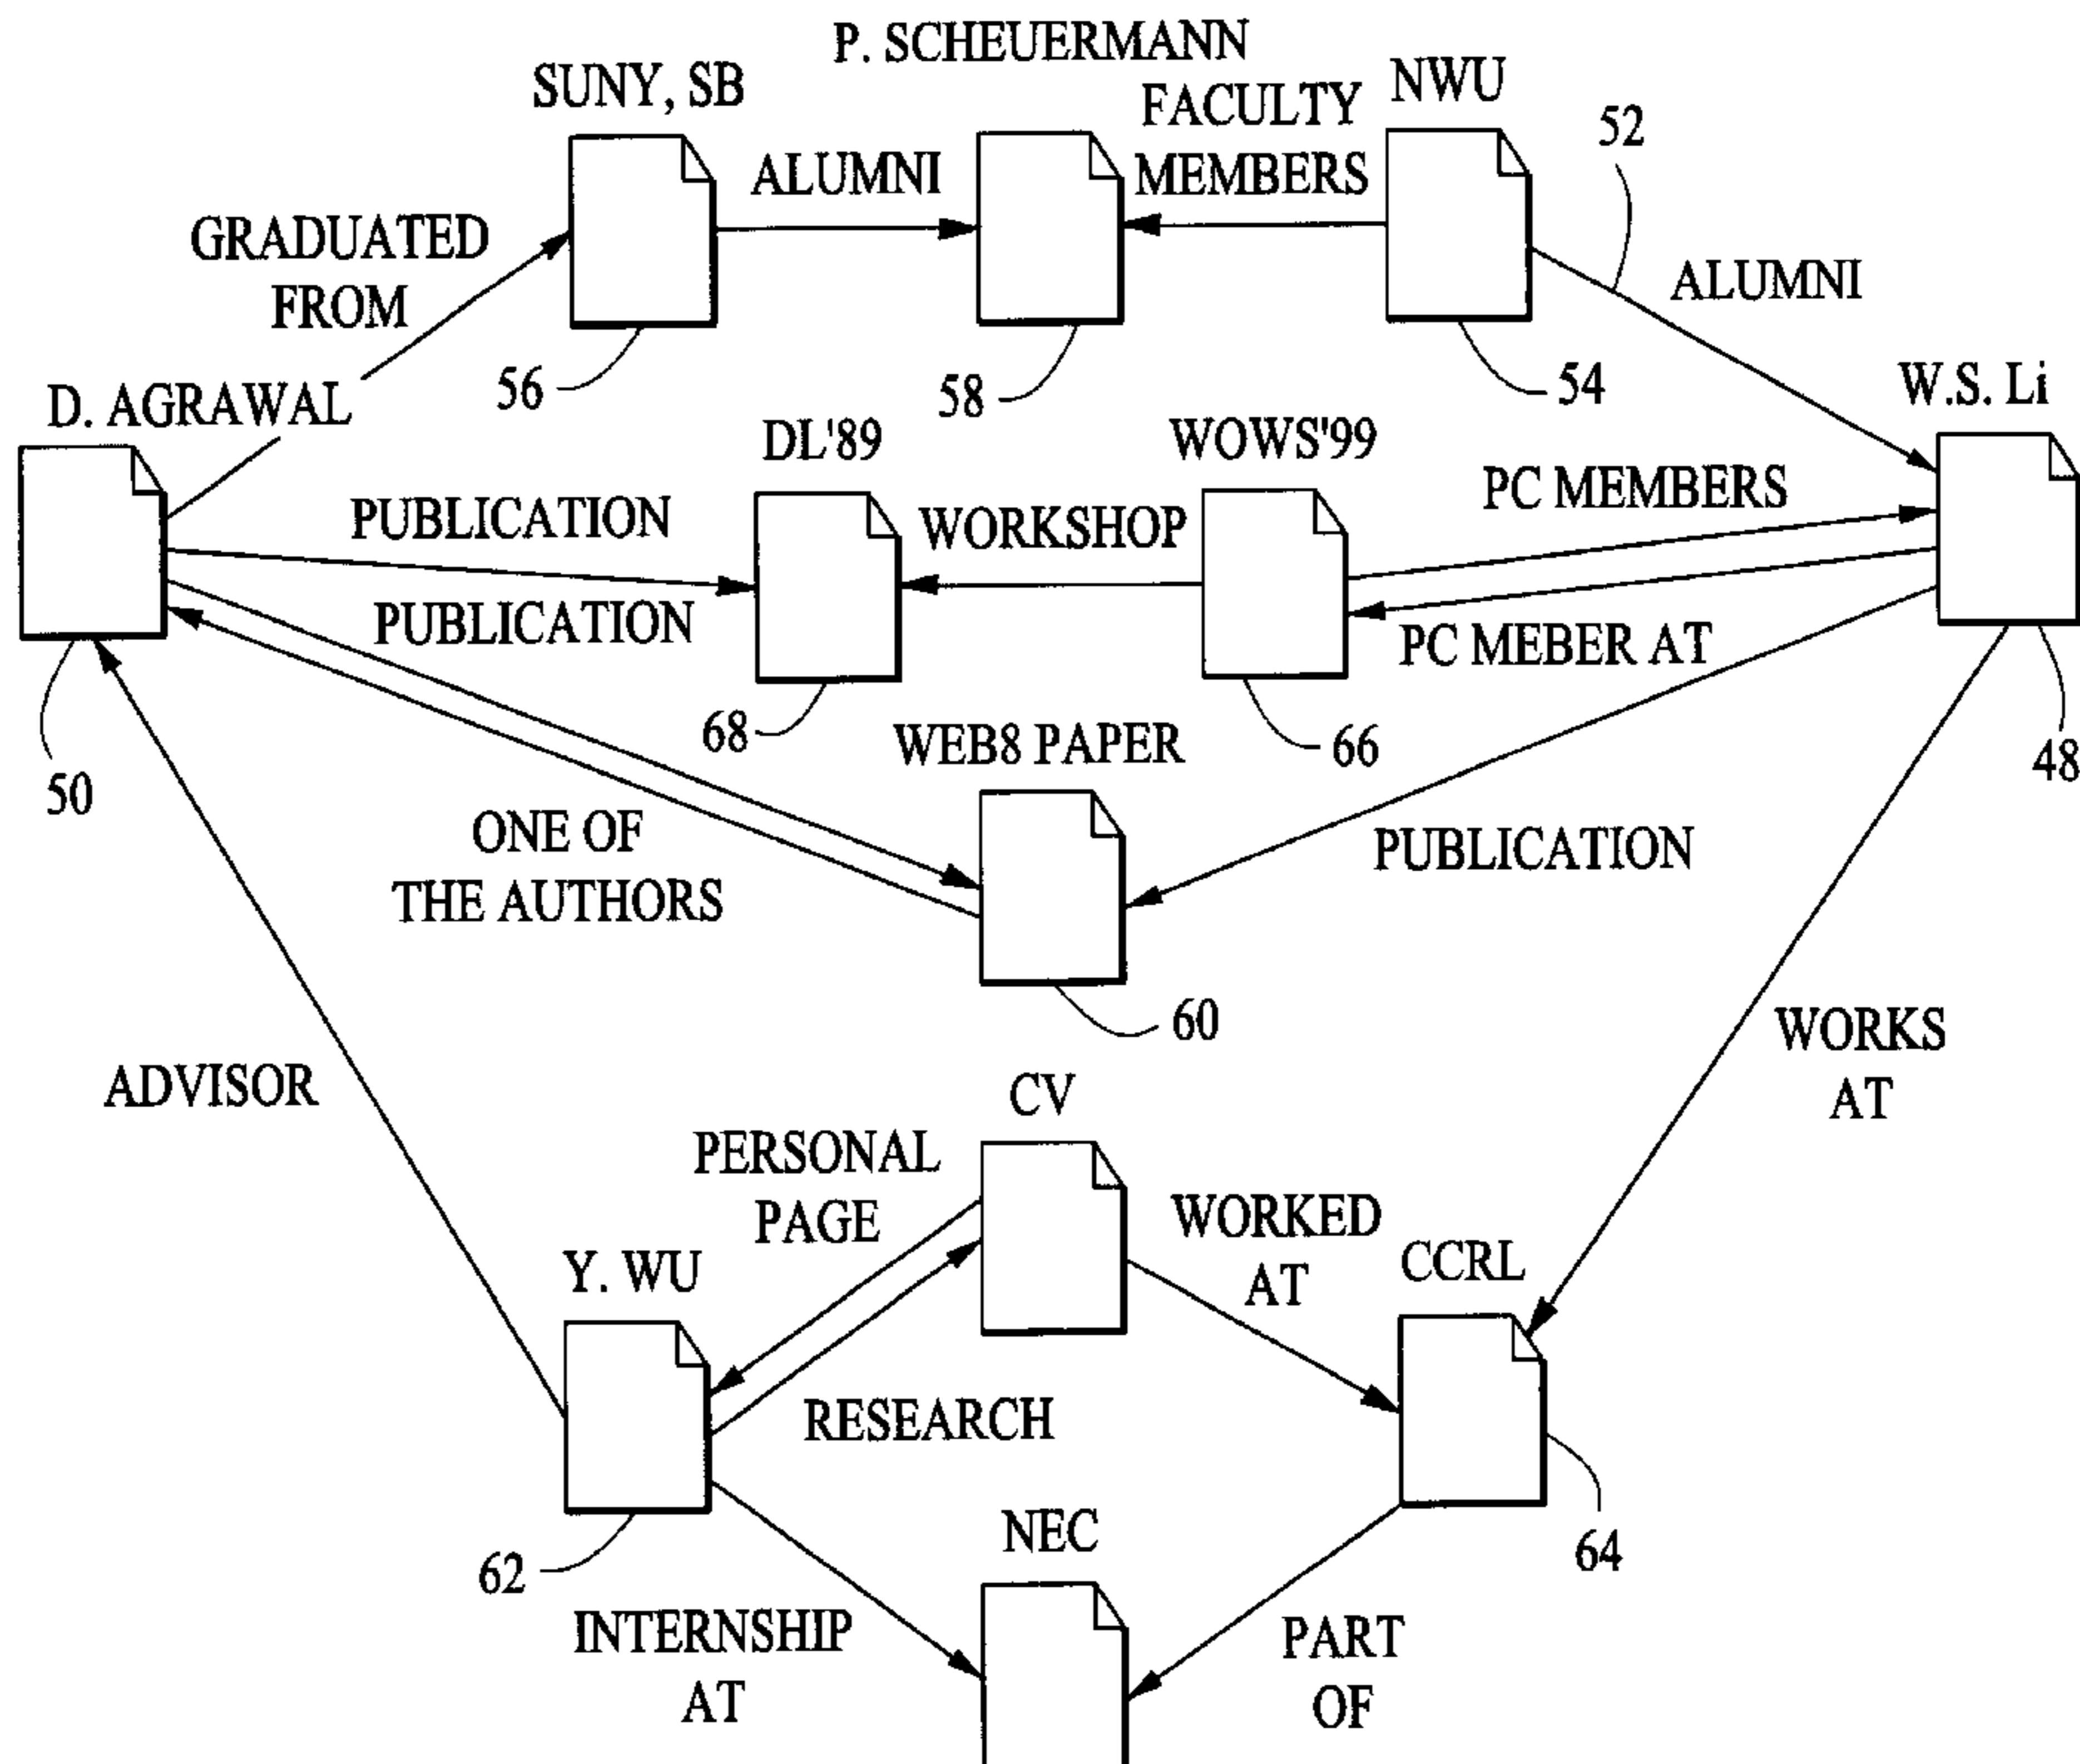 P. SCHEUERMANN
SUNY, SB
NWU
FACULTY
MEMBERS
52
ALUMNI
GRADUATED
FROM
ALUMNI
56
58
54
D. AGRAWAL
W.S. Li
DL'89
WOWS'99
PC MEMBERS
PUBLICATION
WORKSHOP
PUBLICATION
PC MEBER AT
68
WEB8 PAPER
66
48
50
ONE OF
THE AUTHORS
PUBLICATION
60
WORKS
AT
ADVISOR
CV
PERSONAL
PAGE
WORKED
AT
Y. WU
CCRL
RESEARCH
NEC
64
62
INTERNSHIP
AT
PART
OF